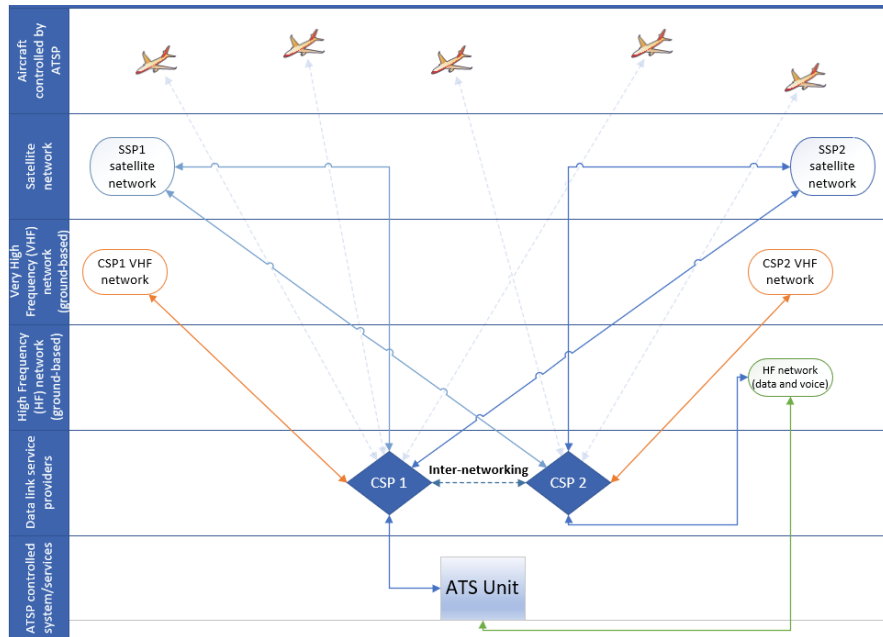 Aircraft
controlled by
ATSP
Satellite
network
SSP1
satellite
network
SSP2
satellite
network
Very High
Frequency (VHF)
network
(ground-based)
CSP1 VHF
network
CSP2 VHF
network
High Frequency
(HF) network
(ground-based)
HF network
(data and voice)
Data link service
providers
CSP 1
Inter-networking
CSP 2
ATSP controlled
system/services
ATS Unit